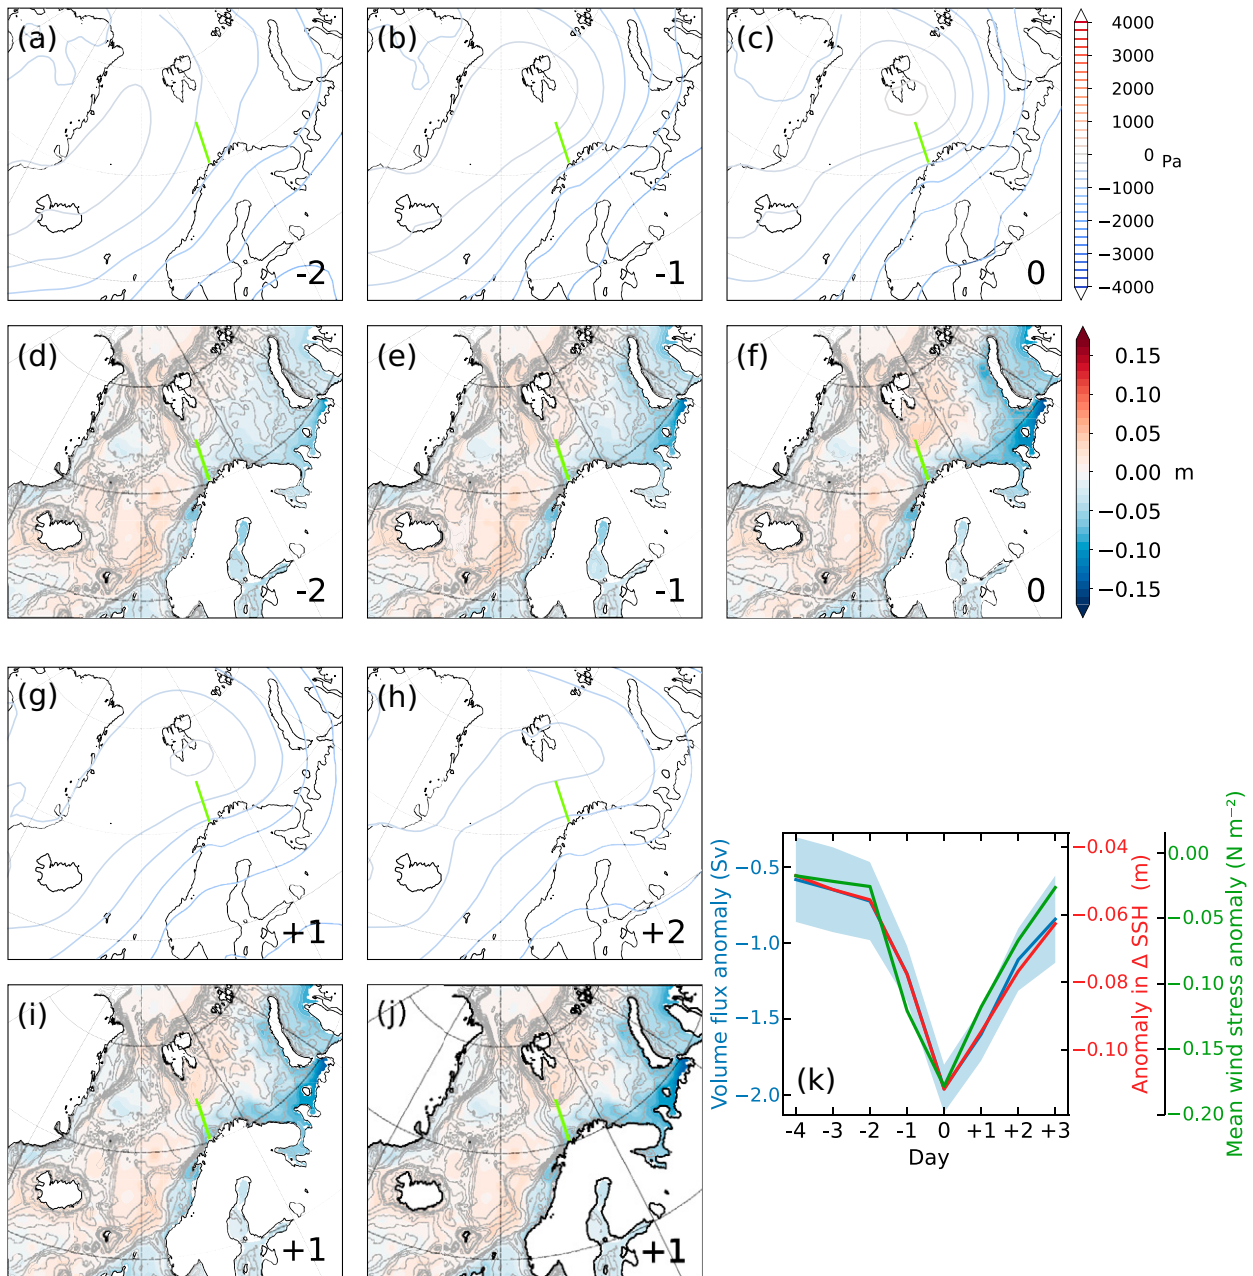 (a)
-2
(b)
-1
(c)
0
4000
3000
2000
1000
0
−1000
−2000
−3000
−4000
Pa
(d)
-2
(e)
-1
(f)
0
0.15
0.10
0.05
0.00
−0.05
−0.10
−0.15
m
(g)
+1
(h)
+2
(i)
+1
(j)
+1
(k)
Volume flux anomaly (Sv)
−0.5
−1.0
−1.5
−2.0
-4 -3 -2 -1 0 +1 +2 +3
Day
−0.04
−0.06
−0.08
−0.10
Anomaly in Δ SSH (m)
0.00
−0.05
−0.10
−0.15
−0.20
Mean wind stress anomaly (N m⁻²)